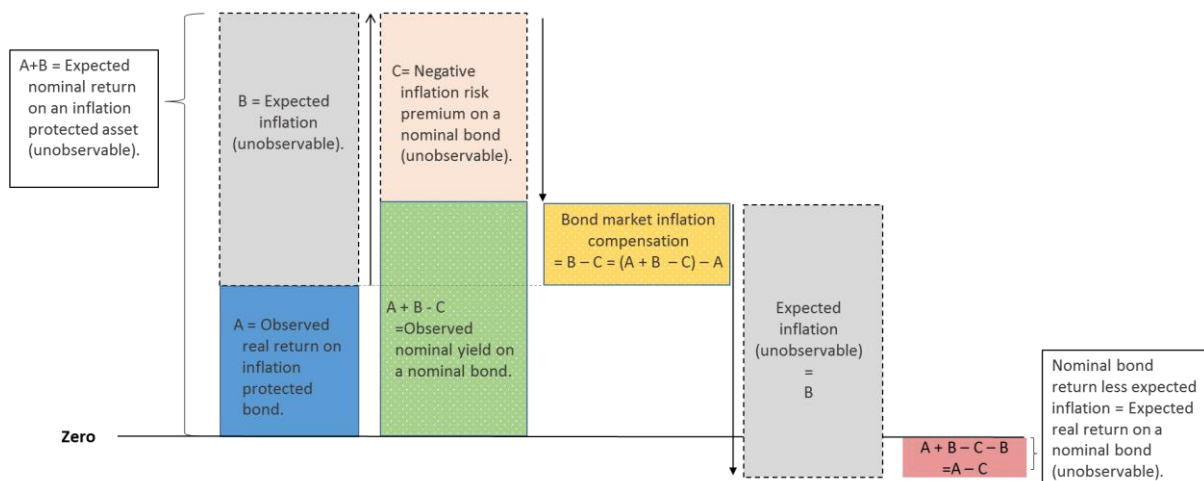 A+B = Expected
nominal return
on an inflation
protected asset
(unobservable).
B = Expected
inflation
(unobservable).
C= Negative
inflation risk
premium on a
nominal bond
(unobservable).
Bond market inflation
compensation
= B – C = (A + B – C) – A
A = Observed
real return on
inflation
protected
bond.
A + B - C
=Observed
nominal yield on
a nominal bond.
Expected
inflation
(unobservable)
=
B
Zero
A + B – C – B
=A – C
Nominal bond
return less expected
inflation = Expected
real return on a
nominal bond
(unobservable).